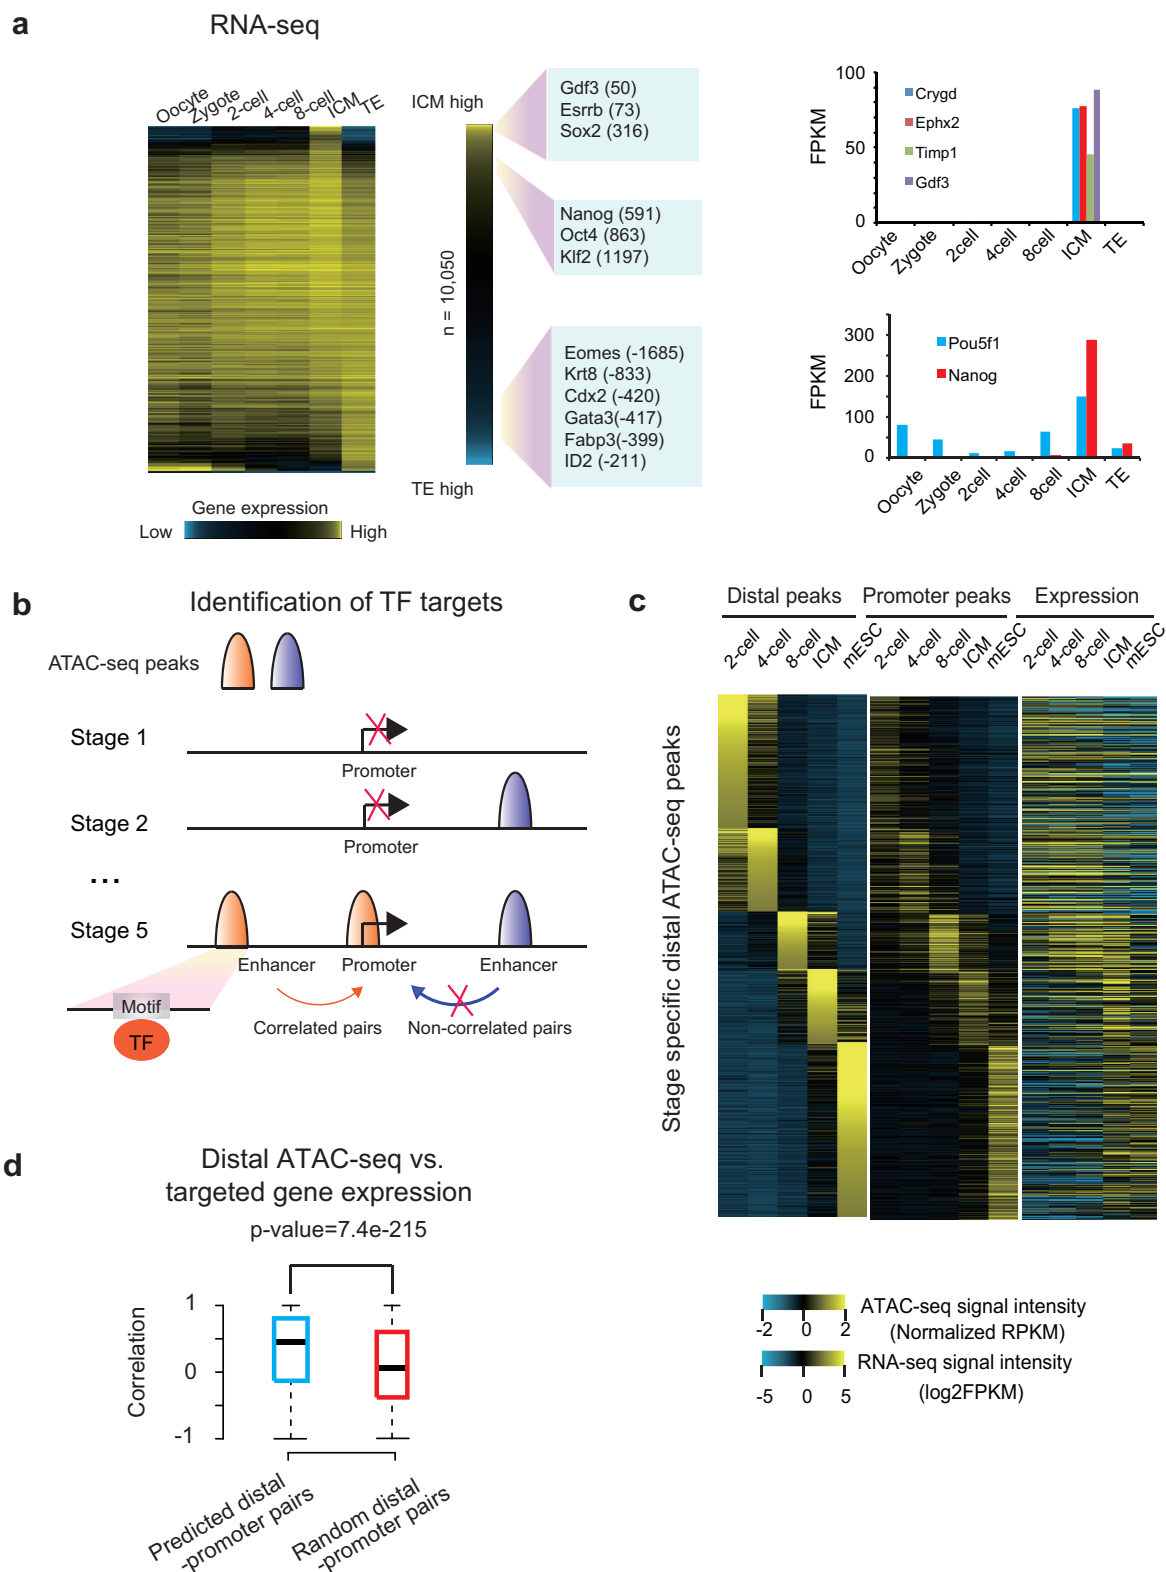 a
RNA-seq
Oocyte
Zygote
2-cell
4-cell
8-cell
ICM
TE
ICM high
n = 10,050
TE high
Gdf3 (50)
Esrrb (73)
Sox2 (316)
Nanog (591)
Oct4 (863)
Klf2 (1197)
Eomes (-1685)
Krt8 (-833)
Cdx2 (-420)
Gata3(-417)
Fabp3(-399)
ID2 (-211)
Gene expression
Low
High
FPKM
100
50
0
Crygd
Ephx2
Timp1
Gdf3
Oocyte
Zygote
2cell
4cell
8cell
ICM
TE
FPKM
300
200
100
0
Pou5f1
Nanog
Oocyte
Zygote
2cell
4cell
8cell
ICM
TE
b
Identification of TF targets
ATAC-seq peaks
Stage 1
Promoter
Stage 2
Promoter
...
Stage 5
Enhancer
Promoter
Enhancer
Motif
TF
Correlated pairs
Non-correlated pairs
c
Distal peaks
Promoter peaks
Expression
2-cell
4-cell
8-cell
ICM
mESC
2-cell
4-cell
8-cell
ICM
mESC
2-cell
4-cell
8-cell
ICM
mESC
Stage specific distal ATAC-seq peaks
-2
0
2
ATAC-seq signal intensity
(Normalized RPKM)
-5
0
5
RNA-seq signal intensity
(log2FPKM)
d
Distal ATAC-seq vs.
targeted gene expression
p-value=7.4e-215
Correlation
1
0
-1
Predicted distal
-promoter pairs
Random distal
-promoter pairs